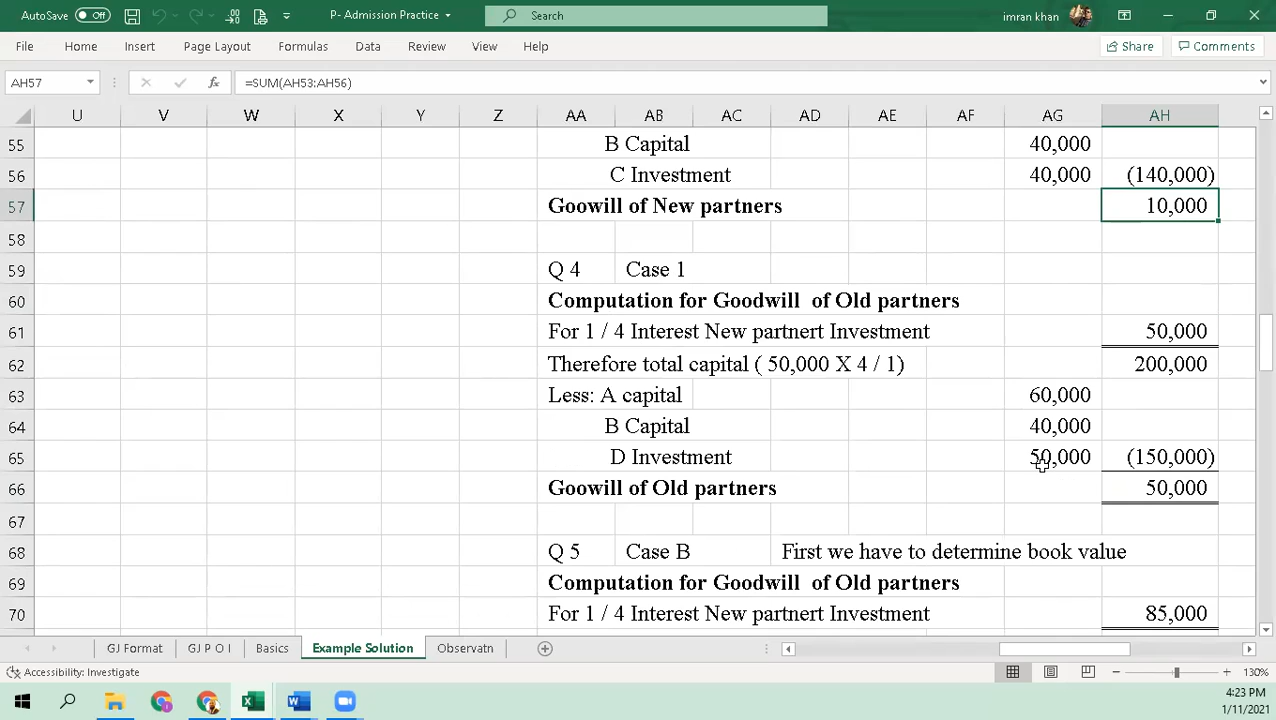 AutoSave Off P- Admission Practice Search imran khan
File Home Insert Page Layout Formulas Data Review View Help Share Comments
AH57 fx =SUM(AH53:AH56)
U V W X Y Z AA AB AC AD AE AF AG AH
55 B Capital 40,000
56 C Investment 40,000 (140,000)
57 Goowill of New partners 10,000
58
59 Q 4 Case 1
60 Computation for Goodwill of Old partners
61 For 1 / 4 Interest New partnert Investment 50,000
62 Therefore total capital ( 50,000 X 4 / 1) 200,000
63 Less: A capital 60,000
64 B Capital 40,000
65 D Investment 50,000 (150,000)
66 Goowill of Old partners 50,000
67
68 Q 5 Case B First we have to determine book value
69 Computation for Goodwill of Old partners
70 For 1 / 4 Interest New partnert Investment 85,000
GJ Format GJ P O I Basics Example Solution Observatn
Accessibility: Investigate 130%
4:23 PM
1/11/2021